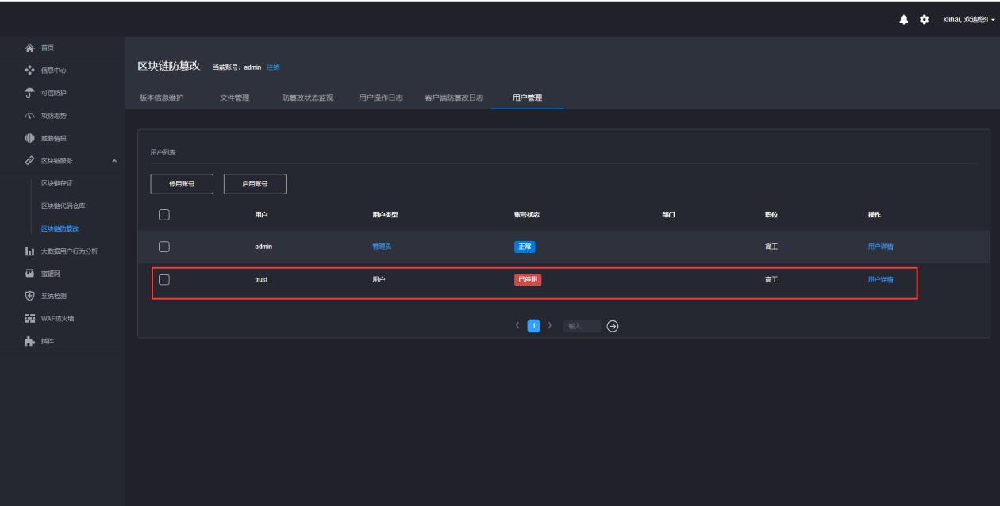 klihai, 欢迎您!
首页
信息中心
可信防护
攻防态势
威胁情报
区块链服务
区块链存证
区块链代码仓库
区块链防篡改
大数据用户行为分析
蜜罐网
系统检测
WAF防火墙
插件
区块链防篡改 当前账号：admin 注销
版本信息维护 文件管理 防篡改状态监视 用户操作日志 客户端防篡改日志 用户管理
用户列表
停用账号 启用账号
用户 用户类型 账号状态 部门 职位 操作
admin 管理员 正常 高工 用户详情
trust 用户 已停用 高工 用户详情
1 输入